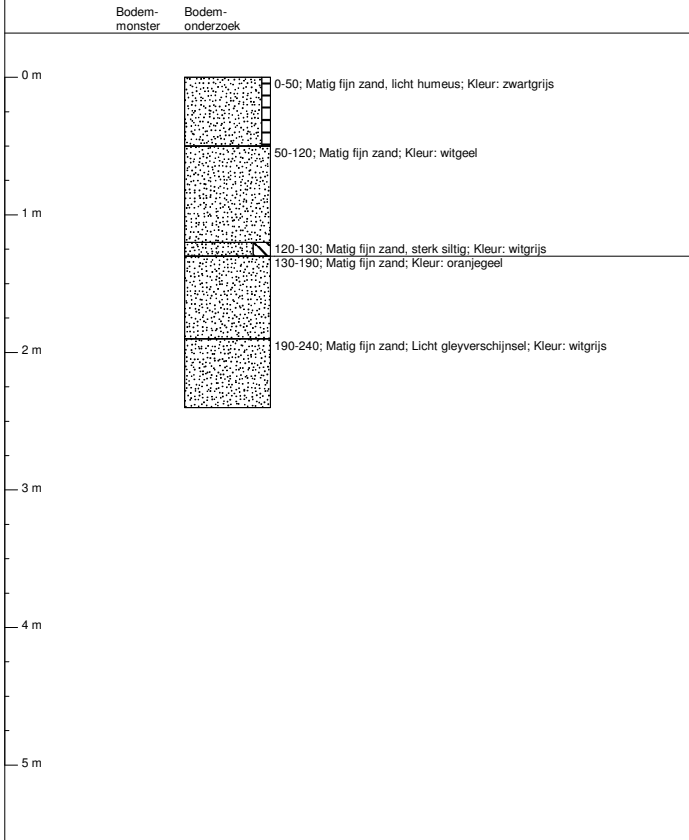 Bodem-
monster
Bodem-
onderzoek
0 m
0-50; Matig fijn zand, licht humeus; Kleur: zwartgrijs
50-120; Matig fijn zand; Kleur: witgeel
1 m
120-130; Matig fijn zand, sterk siltig; Kleur: witgrijs
130-190; Matig fijn zand; Kleur: oranjegeel
190-240; Matig fijn zand; Licht gleyverschijnsel; Kleur: witgrijs
2 m
3 m
4 m
5 m